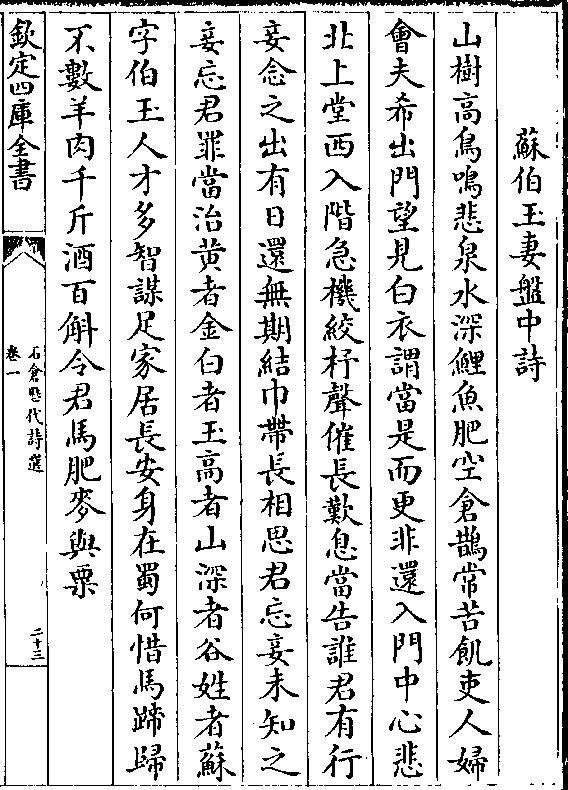 蘇伯玉妻盤中詩
山樹高鳥鳴悲泉水深鯉魚肥空倉鵲常苦飢吏人婦
會夫希出門望見白衣謂當是而更非還入門中心悲
北上堂西入階急機絞杼聲催長歎息當告誰君有行
妾念之出有日還無期結巾帶長相思君忘妾未知之
妾忘君罪當治黄者金白者玉高者山深者谷姓者蘇
字伯玉人才多智謀足家居長安身在蜀何惜馬蹄歸
不數羊肉千斤酒百斛令君馬肥麥與粟
欽定四庫全書
石倉歷代詩選
卷一
二十三